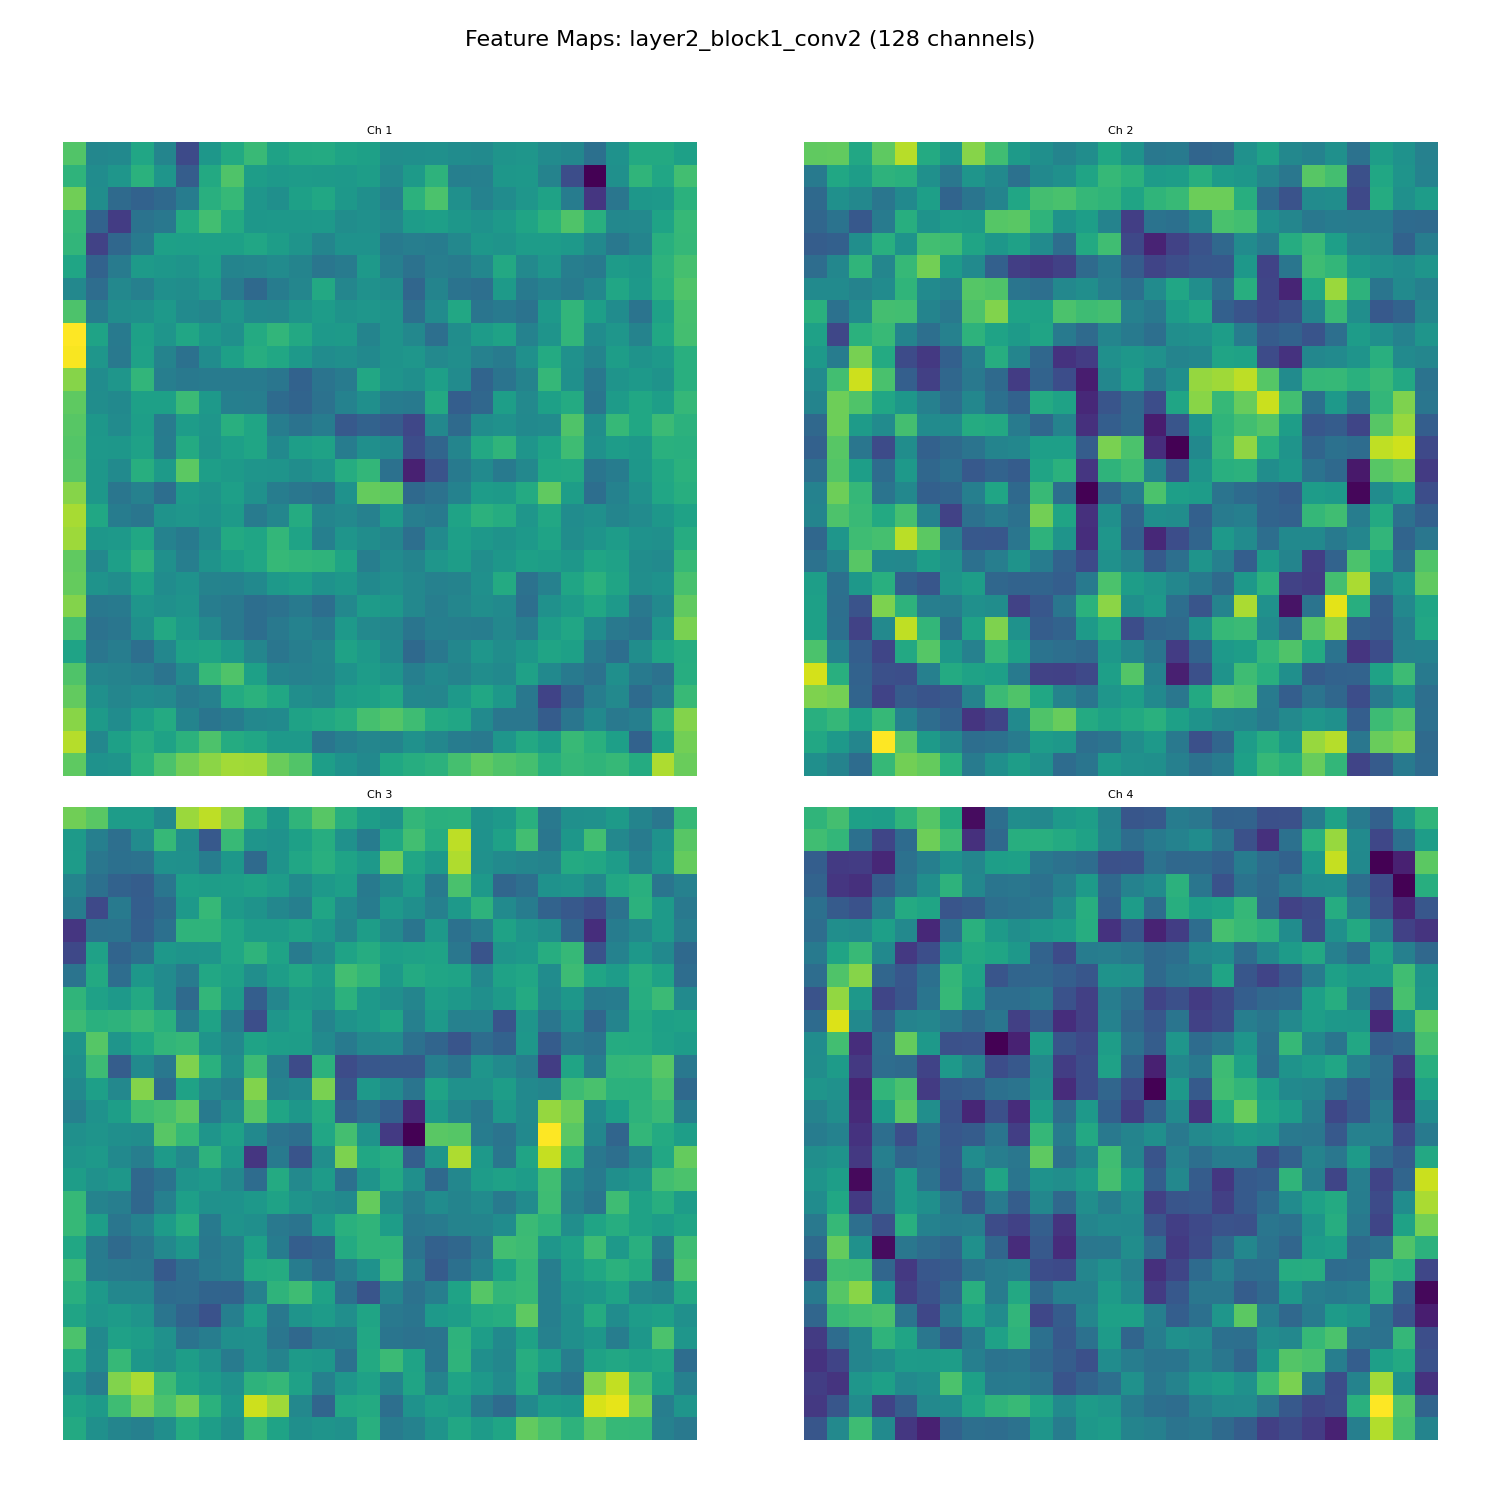 Feature Maps: layer2_block1_conv2 (128 channels)
Ch 1
Ch 2
Ch 3
Ch 4